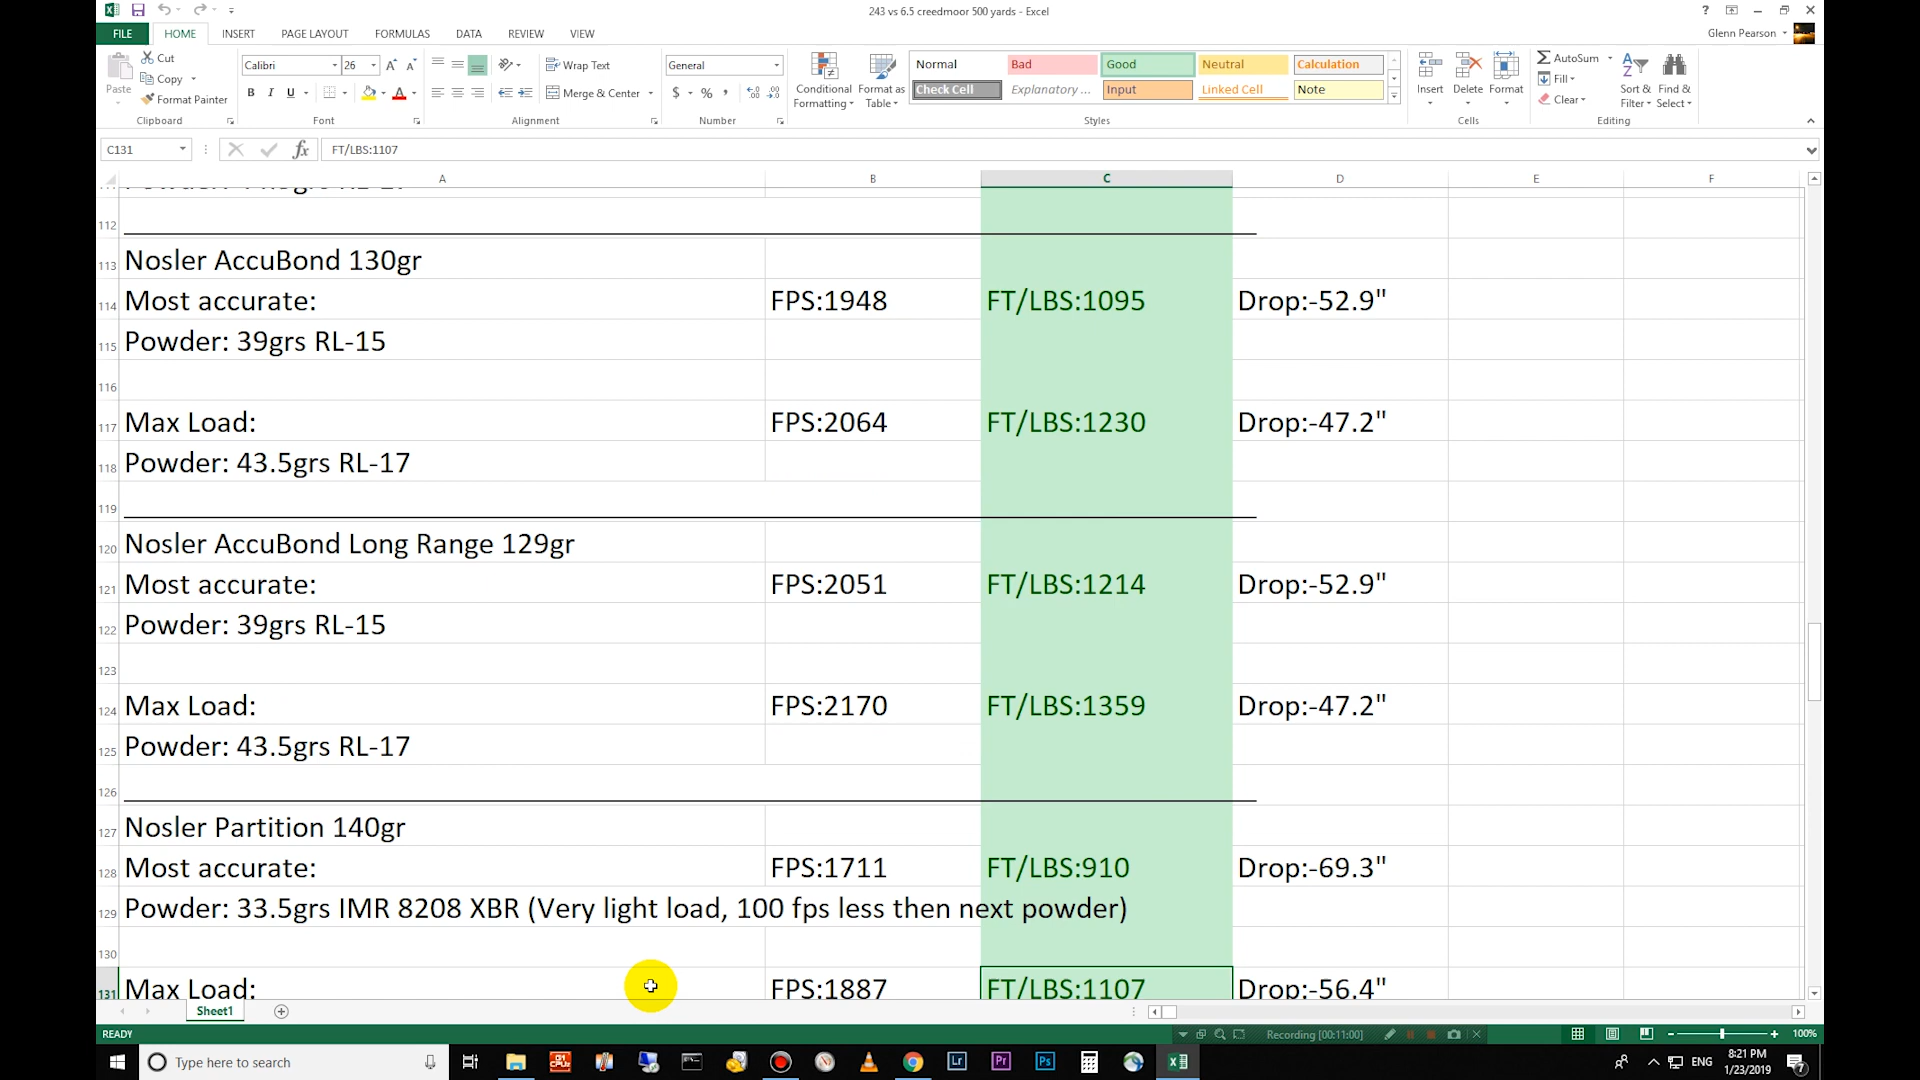 243 vs 6.5 creedmoor 500 yards - Excel
FILE HOME INSERT PAGE LAYOUT FORMULAS DATA REVIEW VIEW Glenn Pearson
Cut
Copy
Format Painter
Paste
Clipboard
Calibri 26
B I U
Font
Wrap Text
Merge & Center
Alignment
General
$ % ,
Number
Conditional Formatting
Format as Table
Normal Bad Good Neutral Calculation
Check Cell Explanatory ... Input Linked Cell Note
Styles
Insert Delete Format
Cells
AutoSum
Fill
Clear
Sort & Filter
Find & Select
Editing
C131 fx FT/LBS:1107
A B C D E F
112
113 Nosler AccuBond 130gr
114 Most accurate: FPS:1948 FT/LBS:1095 Drop:-52.9"
115 Powder: 39grs RL-15
116
117 Max Load: FPS:2064 FT/LBS:1230 Drop:-47.2"
118 Powder: 43.5grs RL-17
119
120 Nosler AccuBond Long Range 129gr
121 Most accurate: FPS:2051 FT/LBS:1214 Drop:-52.9"
122 Powder: 39grs RL-15
123
124 Max Load: FPS:2170 FT/LBS:1359 Drop:-47.2"
125 Powder: 43.5grs RL-17
126
127 Nosler Partition 140gr
128 Most accurate: FPS:1711 FT/LBS:910 Drop:-69.3"
129 Powder: 33.5grs IMR 8208 XBR (Very light load, 100 fps less then next powder)
130
131 Max Load: FPS:1887 FT/LBS:1107 Drop:-56.4"
Sheet1
READY Recording [00:11:00] 100%
Type here to search Lr Pr Ps ENG 8:21 PM
1/23/2019
7